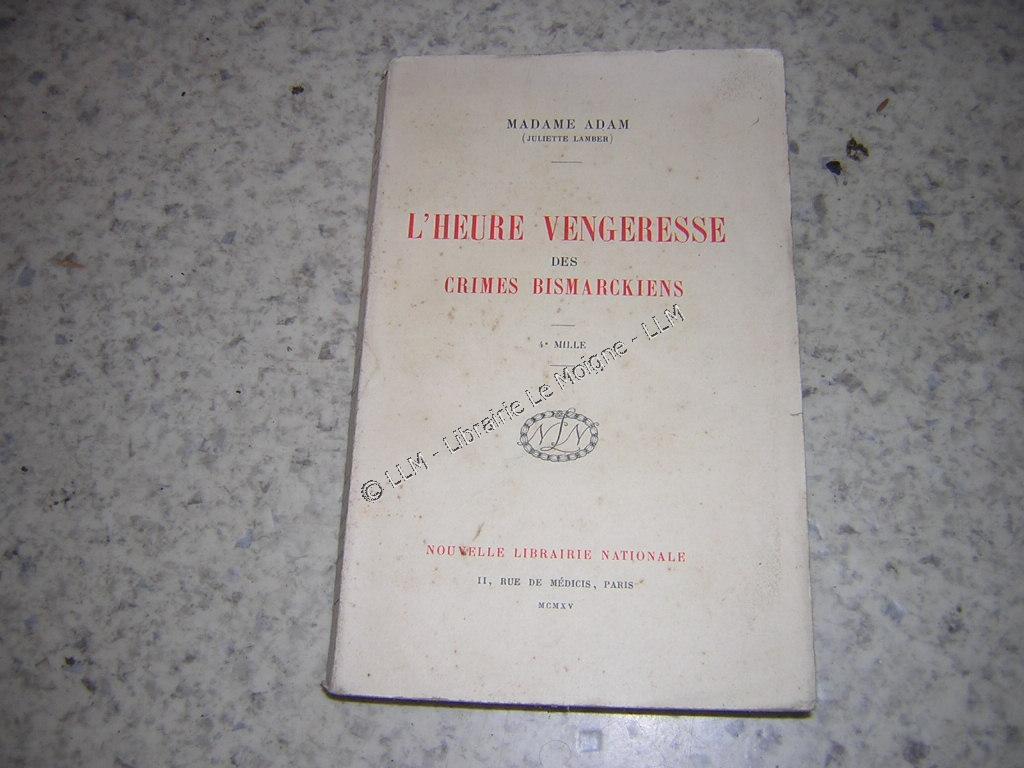 MADAME ADAM
(JULIETTE LAMBER)
L'HEURE VENGERESSE
DES
CRIMES BISMARCKIENS
4e MILLE
© LLM - Librairie Le Moigne - LLM
NLN
NOUVELLE LIBRAIRIE NATIONALE
11, RUE DE MÉDICIS, PARIS
MCMXV